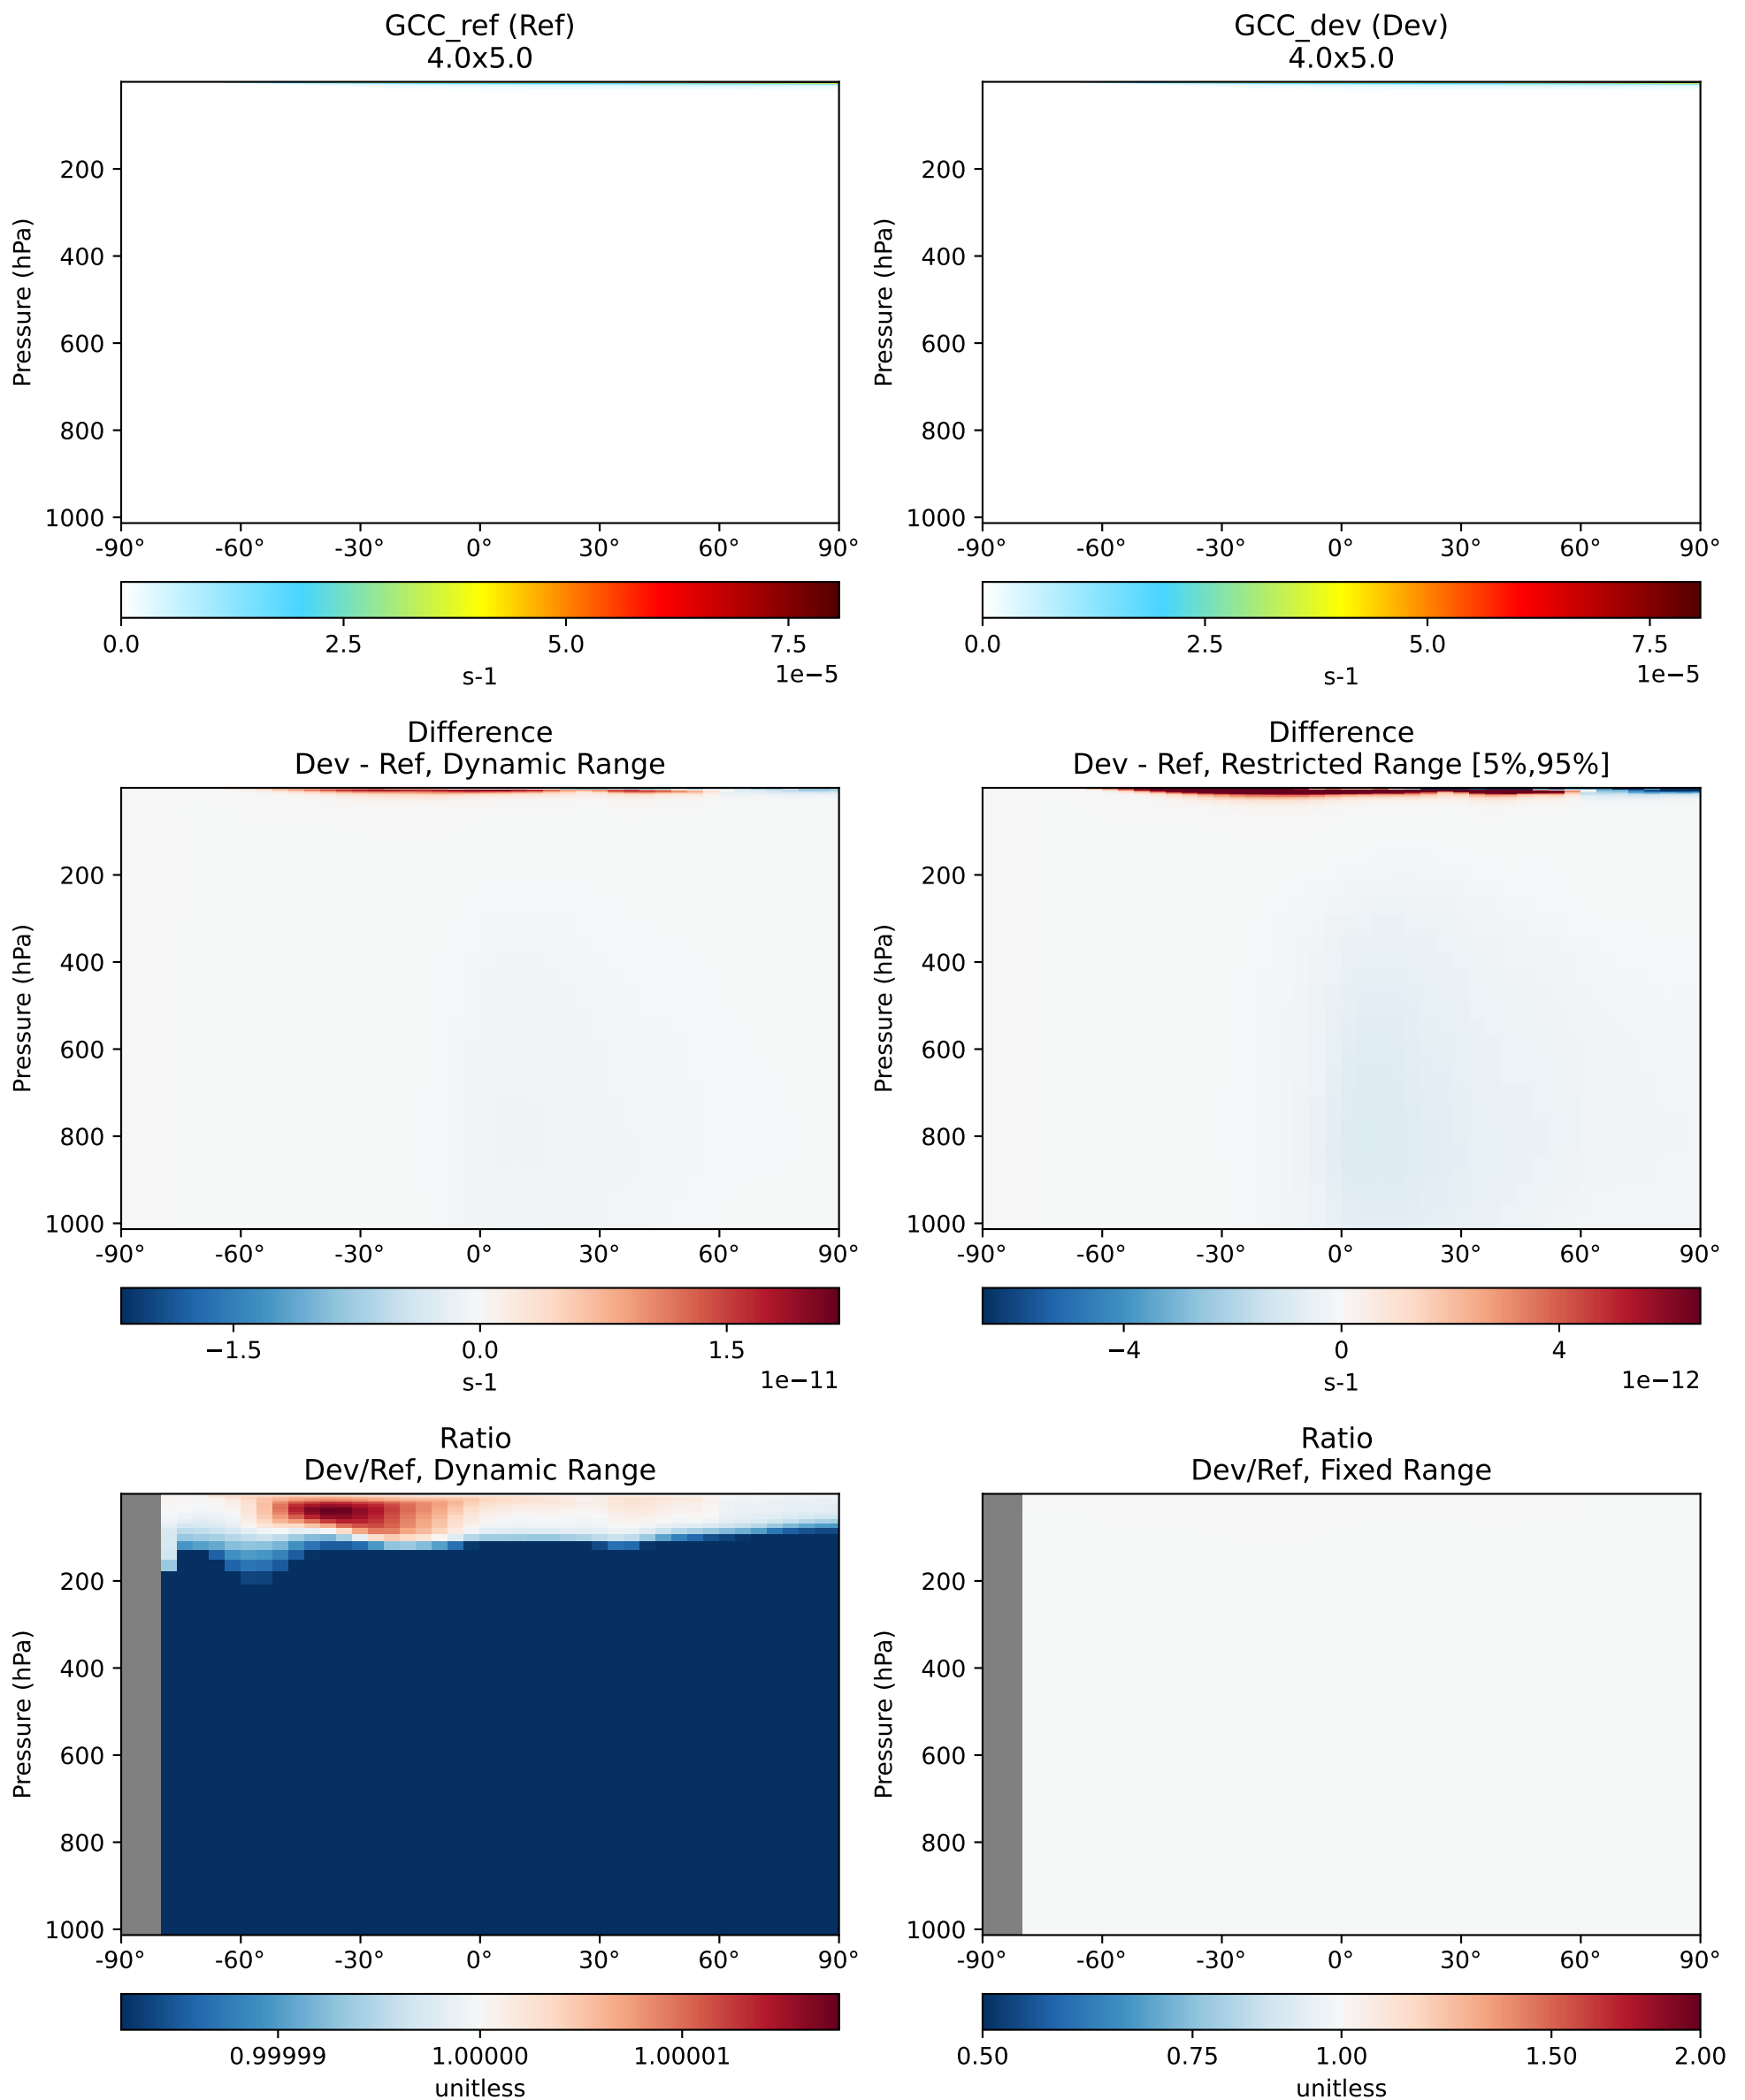 GCC_ref (Ref)
4.0x5.0
Pressure (hPa)
200
400
600
800
1000
-90° -60° -30° 0° 30° 60° 90°
0.0 2.5 5.0 7.5
1e−5
s-1
GCC_dev (Dev)
4.0x5.0
Pressure (hPa)
200
400
600
800
1000
-90° -60° -30° 0° 30° 60° 90°
0.0 2.5 5.0 7.5
1e−5
s-1
Difference
Dev - Ref, Dynamic Range
Pressure (hPa)
200
400
600
800
1000
-90° -60° -30° 0° 30° 60° 90°
−1.5 0.0 1.5
1e−11
s-1
Difference
Dev - Ref, Restricted Range [5%,95%]
Pressure (hPa)
200
400
600
800
1000
-90° -60° -30° 0° 30° 60° 90°
−4 0 4
1e−12
s-1
Ratio
Dev/Ref, Dynamic Range
Pressure (hPa)
200
400
600
800
1000
-90° -60° -30° 0° 30° 60° 90°
0.99999 1.00000 1.00001
unitless
Ratio
Dev/Ref, Fixed Range
Pressure (hPa)
200
400
600
800
1000
-90° -60° -30° 0° 30° 60° 90°
0.50 0.75 1.00 1.50 2.00
unitless